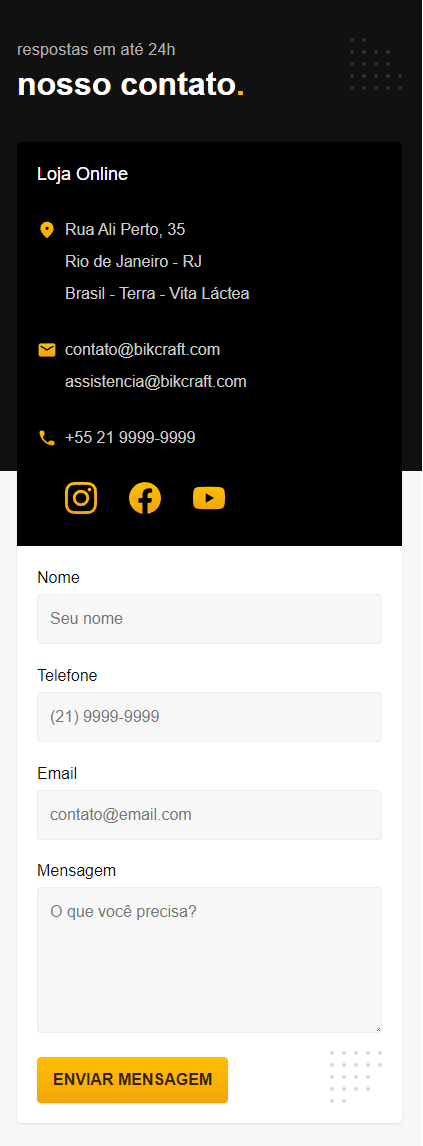 respostas em até 24h
nosso contato.
Loja Online
Rua Ali Perto, 35
Rio de Janeiro - RJ
Brasil - Terra - Vita Láctea
contato@bikcraft.com
assistencia@bikcraft.com
+55 21 9999-9999
Nome
Seu nome
Telefone
(21) 9999-9999
Email
contato@email.com
Mensagem
O que você precisa?
ENVIAR MENSAGEM